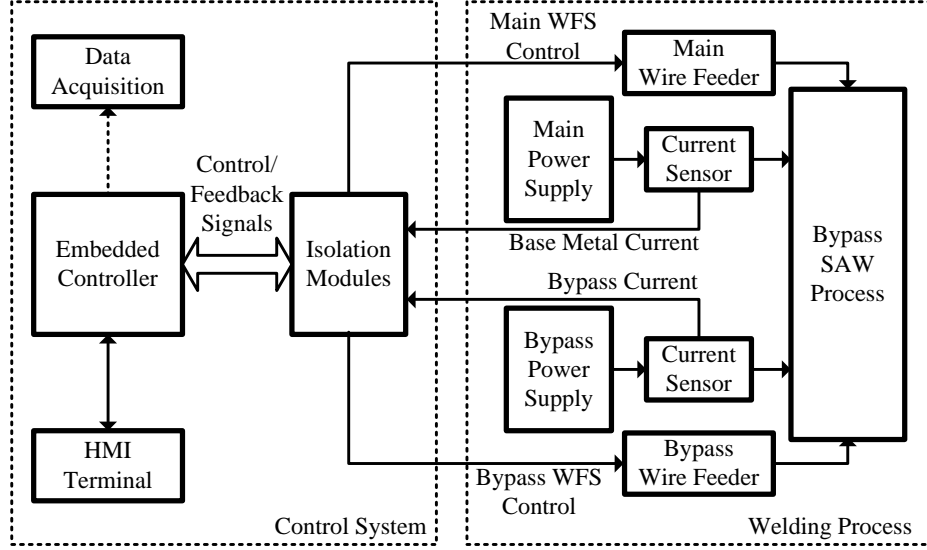 Data
Acquisition
Control/
Feedback
Signals
Embedded
Controller
Isolation
Modules
HMI
Terminal
Control System
Main WFS
Control
Main
Wire Feeder
Main
Power
Supply
Current
Sensor
Base Metal Current
Bypass Current
Bypass
SAW
Process
Bypass
Power
Supply
Current
Sensor
Bypass WFS
Control
Bypass
Wire Feeder
Welding Process